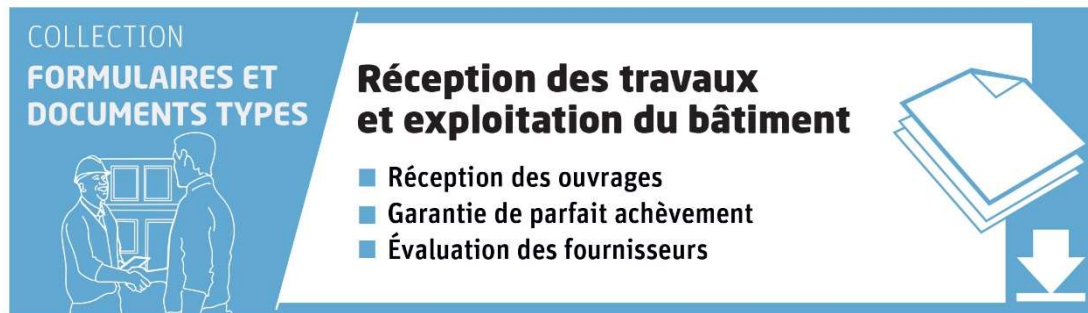 COLLECTION
FORMULAIRES ET
DOCUMENTS TYPES
Réception des travaux
et exploitation du bâtiment
Réception des ouvrages
Garantie de parfait achèvement
Évaluation des fournisseurs